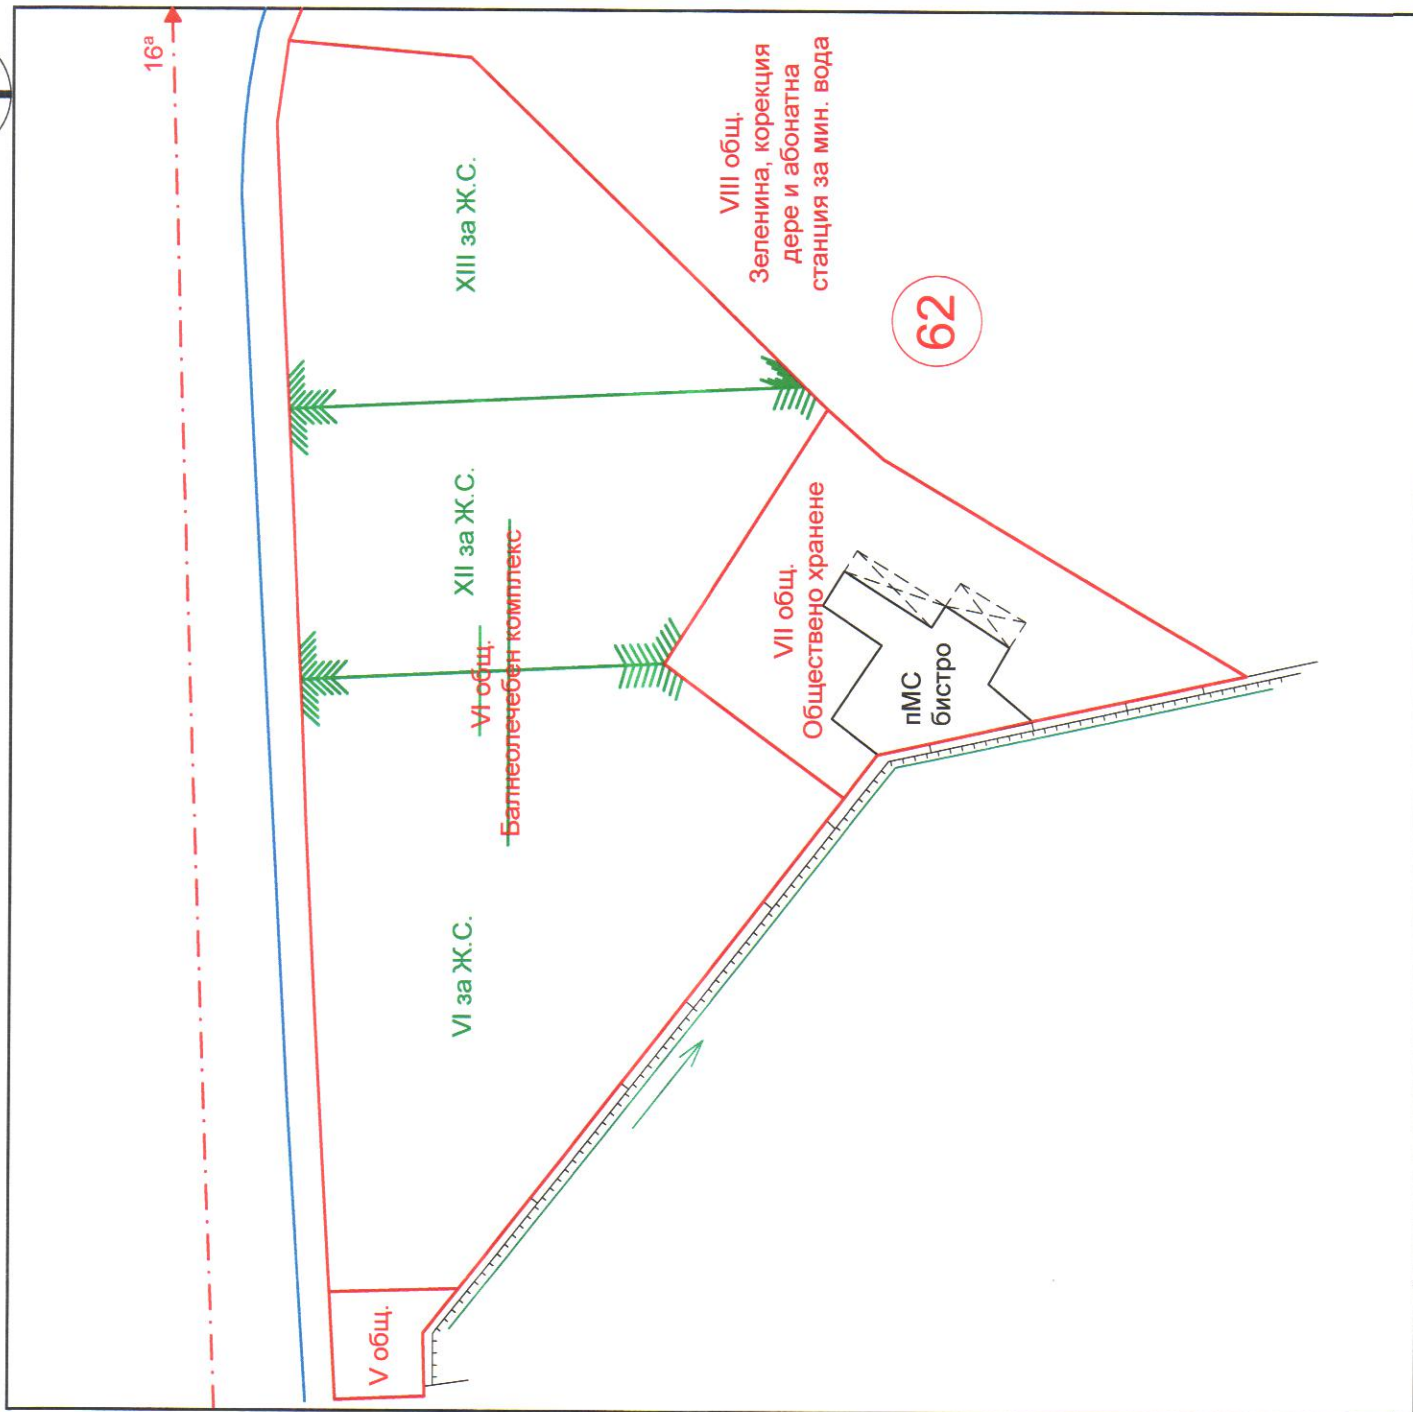 16ª
XIII за Ж.С.
VIII общ.
Зеленина, корекция
дере и абонатна
станция за мин. вода
62
XII за Ж.С.
VI общ.
Балнеолечебен комплекс
VII общ.
Обществено хранене
пМС
бистро
VI за Ж.С.
V общ.